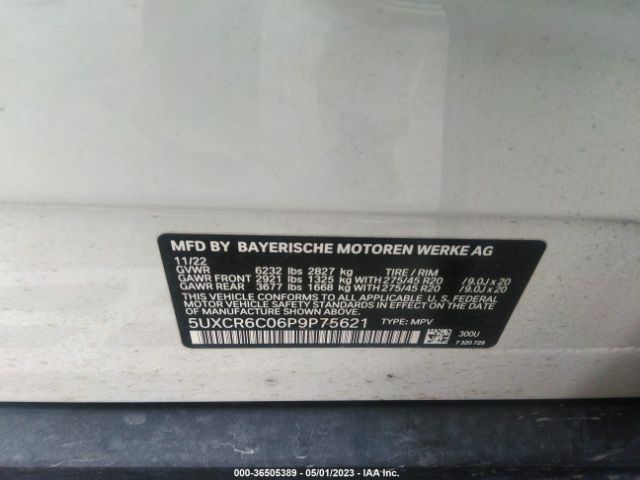 MFD BY BAYERISCHE MOTOREN WERKE AG
11/22
GVWR 6232 lbs 2827 kg TIRE / RIM
GAWR FRONT 2921 lbs 1325 kg WITH 275/45 R20 / 9.0J x 20
GAWR REAR 3677 lbs 1668 kg WITH 275/45 R20 / 9.0J x 20
THIS VEHICLE CONFORMS TO ALL APPLICABLE U. S. FEDERAL
MOTOR VEHICLE SAFETY STANDARDS IN EFFECT ON THE DATE
OF MANUFACTURE SHOWN ABOVE.
5UXCR6C06P9P75621 TYPE: MPV
300U
7 320 729
000-36505389 - 05/01/2023 - IAA Inc.